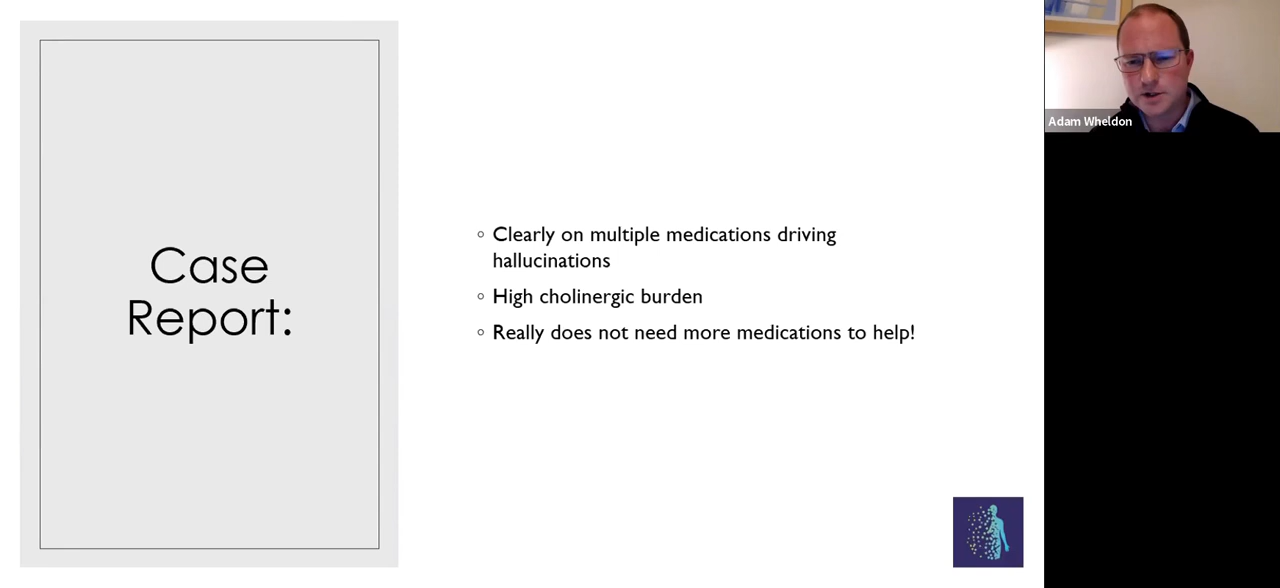 Case
Report:
Clearly on multiple medications driving
hallucinations
High cholinergic burden
Really does not need more medications to help!
Adam Wheldon